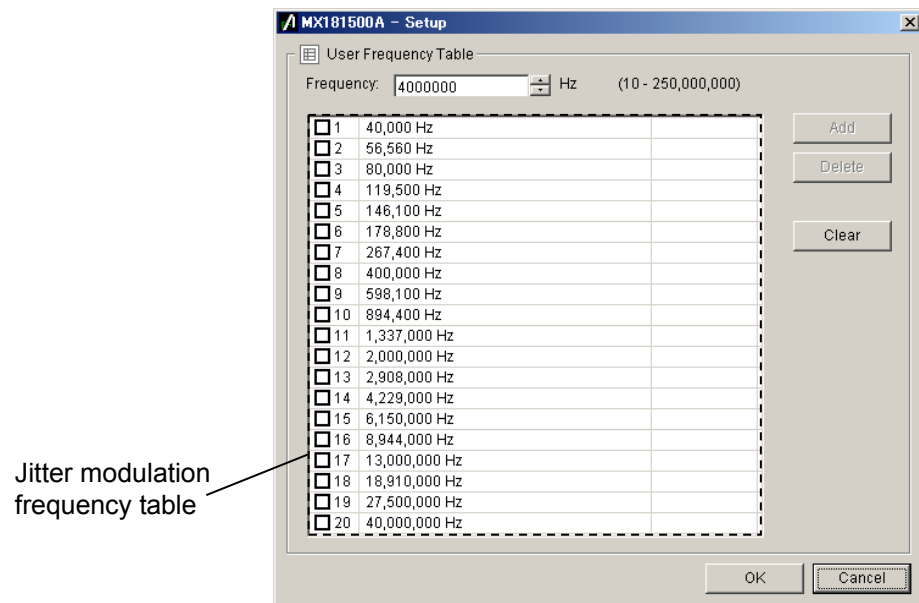 MX181500A - Setup
User Frequency Table
Frequency: 4000000 Hz (10 - 250,000,000)
1 40,000 Hz
2 56,560 Hz
3 80,000 Hz
4 119,500 Hz
5 146,100 Hz
6 178,800 Hz
7 267,400 Hz
8 400,000 Hz
9 598,100 Hz
10 894,400 Hz
11 1,337,000 Hz
12 2,000,000 Hz
13 2,908,000 Hz
14 4,229,000 Hz
15 6,150,000 Hz
16 8,944,000 Hz
17 13,000,000 Hz
18 18,910,000 Hz
19 27,500,000 Hz
20 40,000,000 Hz
Add
Delete
Clear
Jitter modulation
frequency table
OK Cancel